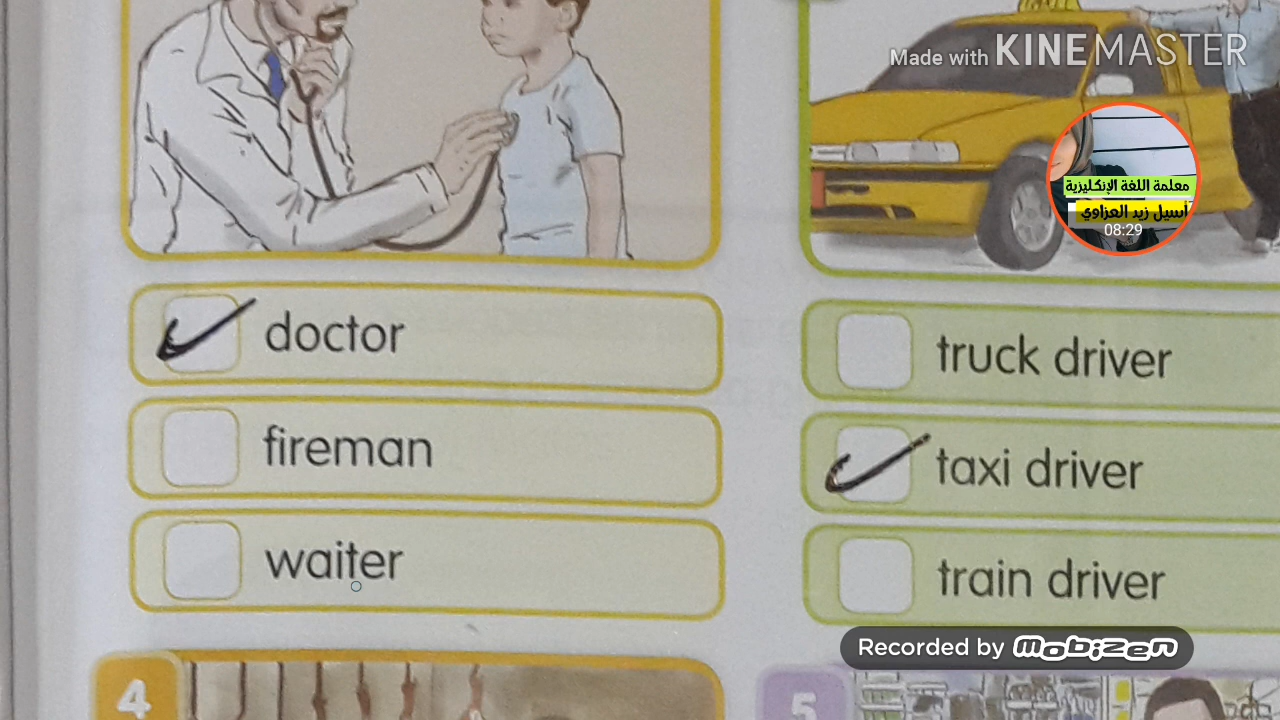 Made with KINEMASTER
معلمة اللغة الإنكليزية
أسيل زيد العزاوي
08:29
doctor
fireman
waiter
truck driver
taxi driver
train driver
Recorded by Mobizen
4
5